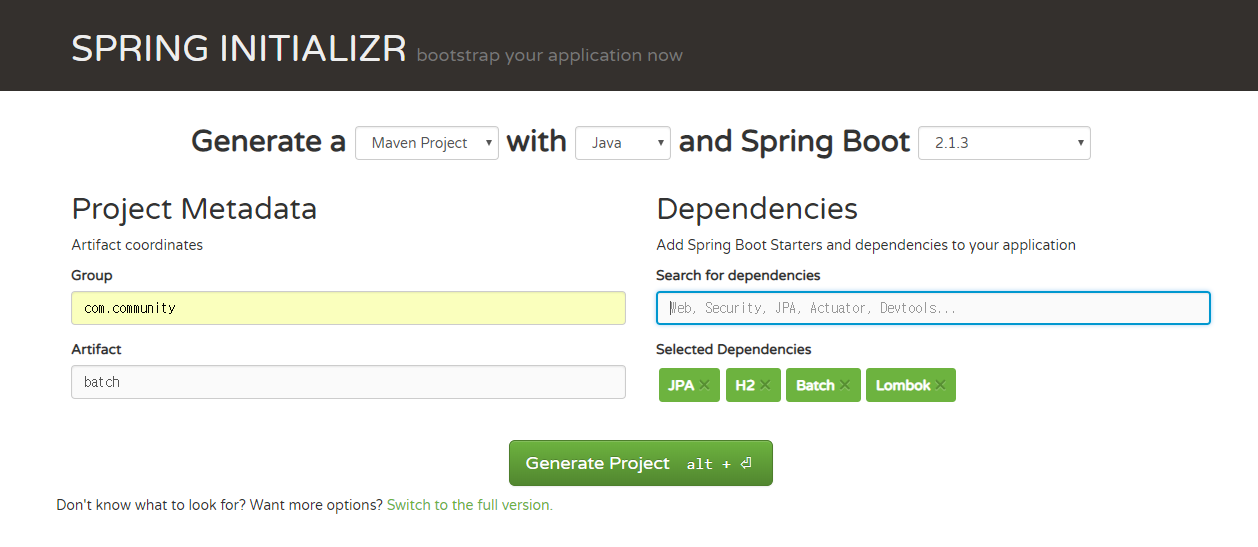 SPRING INITIALIZR bootstrap your application now
Generate a Maven Project with Java and Spring Boot 2.1.3
Project Metadata
Artifact coordinates
Group
com.community
Artifact
batch
Dependencies
Add Spring Boot Starters and dependencies to your application
Search for dependencies
Web, Security, JPA, Actuator, Devtools...
Selected Dependencies
JPA × H2 × Batch × Lombok ×
Generate Project alt + ⏎
Don't know what to look for? Want more options? Switch to the full version.